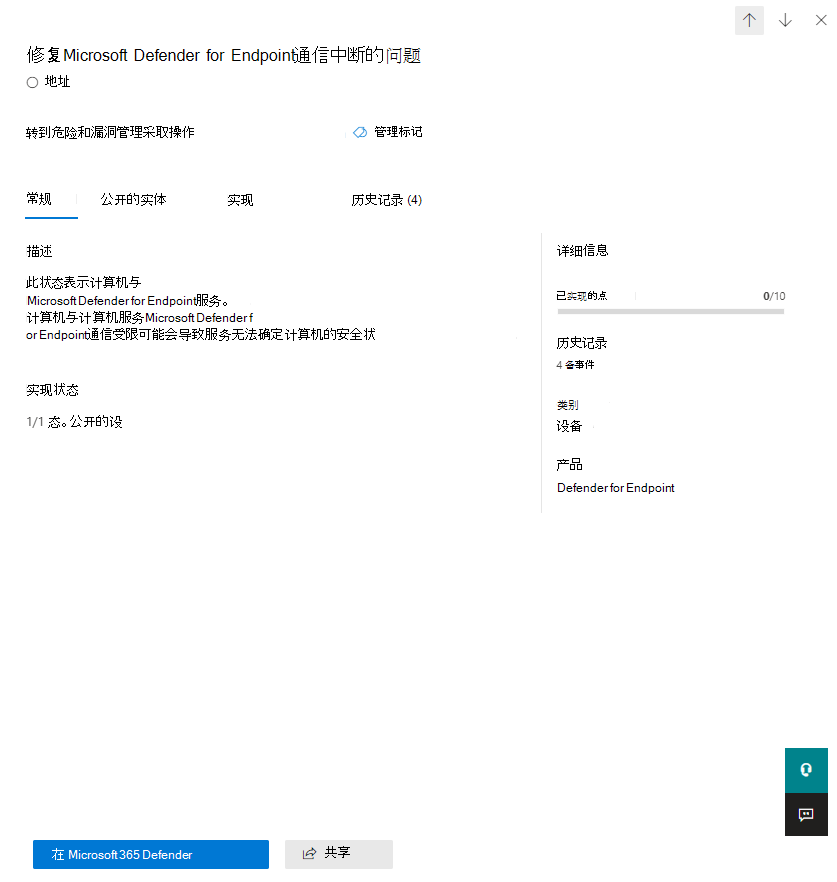 修复Microsoft Defender for Endpoint通信中断的问题
地址
转到危险和漏洞管理采取操作
管理标记
常规
公开的实体
实现
历史记录 (4)
描述
此状态表示计算机与
Microsoft Defender for Endpoint服务。
计算机与计算机服务Microsoft Defender f
or Endpoint通信受限可能会导致服务无法确定计算机的安全状
实现状态
1/1 态。公开的设
详细信息
已实现的点 0/10
历史记录
4 备事件
类别
设备
产品
Defender for Endpoint
在 Microsoft 365 Defender
共享